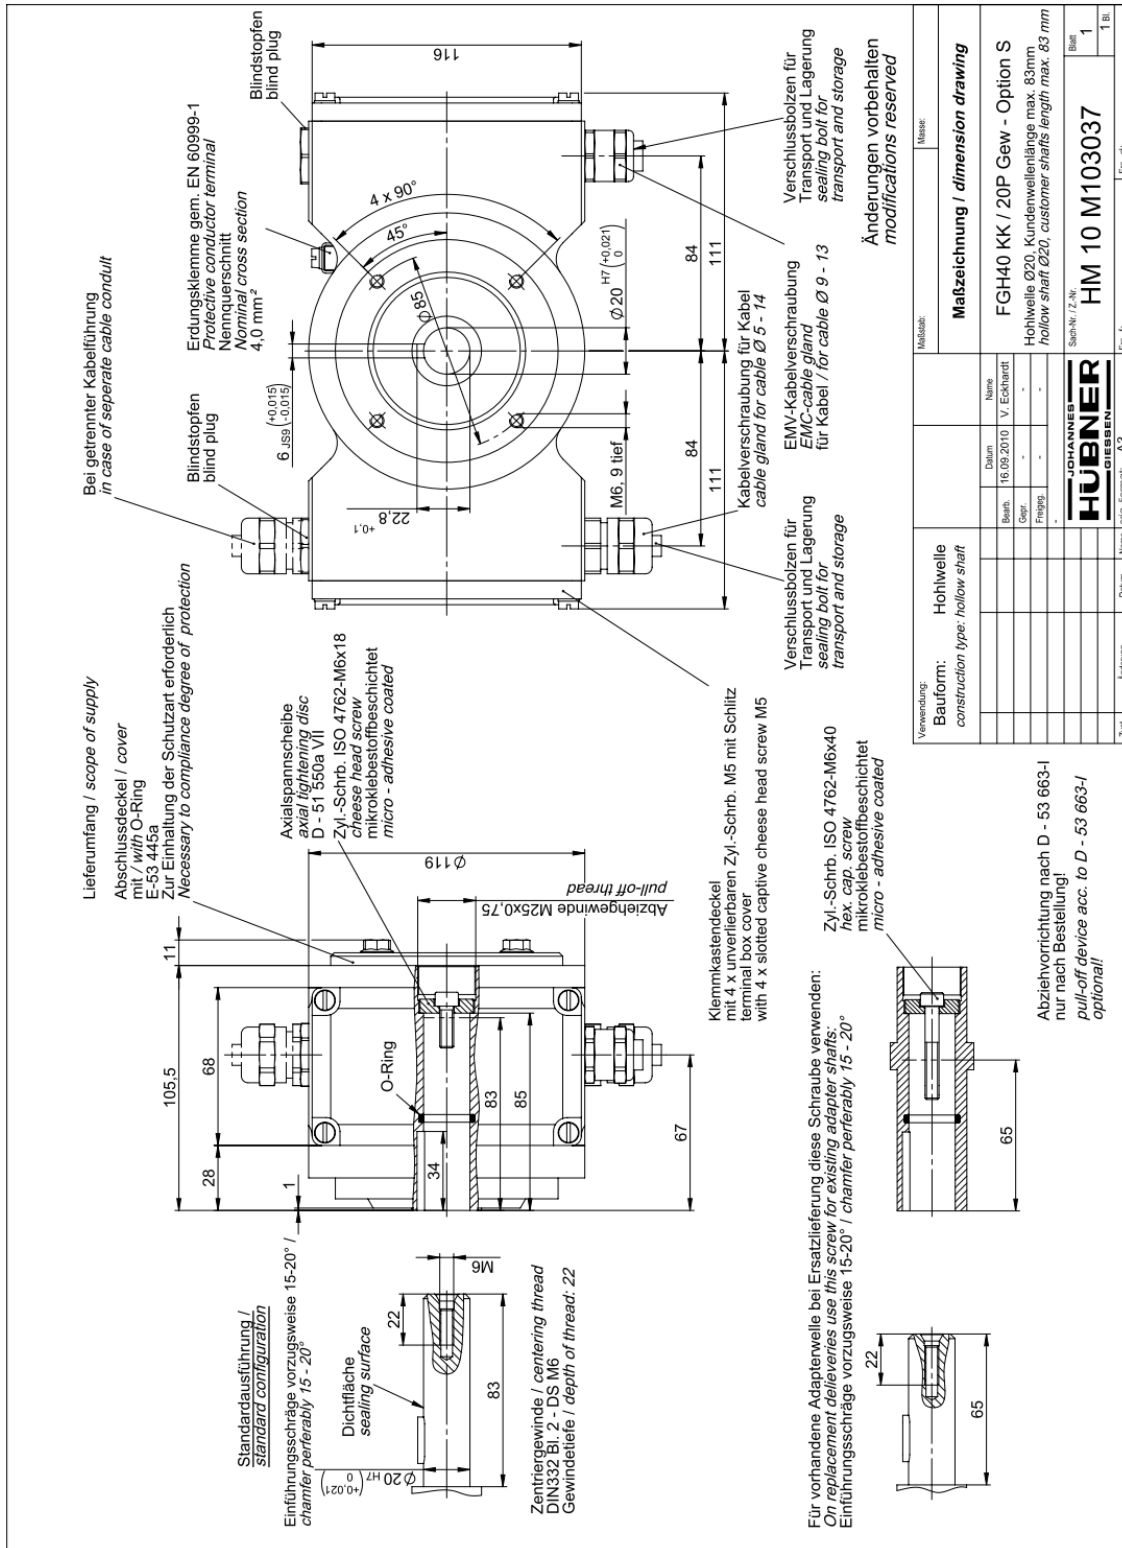 Standardausführung /
standard configuration
Einführungsschräge vorzugsweise 15-20° /
chamfer perferably 15 - 20°
Dichtfläche
sealing surface
Ø 20 H7 (+0,021 0)
22
M6
83
Zentriergewinde / centering thread
DIN332 Bl. 2 - DS M6
Gewindetiefe / depth of thread: 22
Lieferumfang / scope of supply
Abschlussdeckel / cover
mit / with O-Ring
E-53 445a
Zur Einhaltung der Schutzart erforderlich
Necessary to compliance degree of protection
105,5
11
28
68
1
O-Ring
34
83
85
67
Ø 119
Abziehgewinde M25x0,75
pull-off thread
Axialspannscheibe
axial tightening disc
D - 51 550a VII
Zyl.-Schrb. ISO 4762-M6x18
cheese head screw
mikroklebestoffbeschichtet
micro - adhesive coated
Klemmkastendeckel
mit 4 x unverlierbaren Zyl.-Schrb. M5 mit Schlitz
terminal box cover
with 4 x slotted captive cheese head screw M5
Bei getrennter Kabelführung
in case of seperate cable conduit
Blindstopfen
blind plug
Erdungsklemme gem. EN 60999-1
Protective conductor terminal
Nennquerschnitt
Nominal cross section
4,0 mm²
Blindstopfen
blind plug
6 JS9 (+0,015 -0,015)
22,8 +0,1
4 x 90°
45°
Ø 85
116
Ø 20 H7 (+0,021 0)
M6, 9 tief
84
84
111
111
Kabelverschraubung für Kabel
cable gland for cable Ø 5 - 14
EMV-Kabelverschraubung
EMC-cable gland
für Kabel / for cable Ø 9 - 13
Verschlussbolzen für
Transport und Lagerung
sealing bolt for
transport and storage
Verschlussbolzen für
Transport und Lagerung
sealing bolt for
transport and storage
Änderungen vorbehalten
modifications reserved
Für vorhandene Adapterwelle bei Ersatzlieferung diese Schraube verwenden:
On replacement delieveries use this screw for existing adapter shafts:
Einführungsschräge vorzugsweise 15-20° / chamfer perferably 15 - 20°
22
65
65
Zyl.-Schrb. ISO 4762-M6x40
hex. cap. screw
mikroklebestoffbeschichtet
micro - adhesive coated
Abziehvorrichtung nach D - 53 663-I
nur nach Bestellung!
pull-off device acc. to D - 53 663-I
optional!
Verwendung:
Bauform: Hohlwelle
construction type: hollow shaft
Maßstab:
Masse:
Maßzeichnung / dimension drawing
Datum
Name
Bearb.
16.09.2010
V. Eckhardt
Gepr.
-
-
Freigeg.
-
-
-
FGH40 KK / 20P Gew - Option S
Hohlwelle Ø20, Kundenwellenlänge max. 83mm
hollow shaft Ø20, customer shafts length max. 83 mm
JOHANNES
HÜBNER
GIESSEN
Sach-Nr. / Z.-Nr.
HM 10 M103037
Blatt
1
1 Bl.